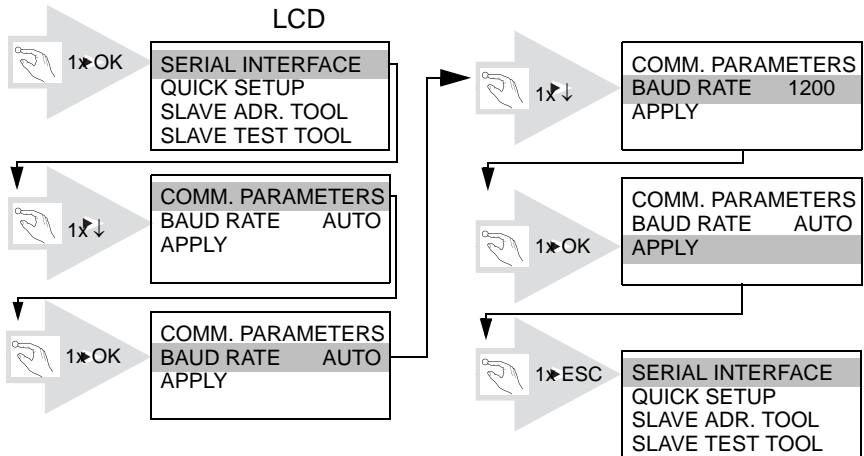 LCD
1x►OK
SERIAL INTERFACE
QUICK SETUP
SLAVE ADR. TOOL
SLAVE TEST TOOL
1x↓
COMM. PARAMETERS
BAUD RATE AUTO
APPLY
1x►OK
COMM. PARAMETERS
BAUD RATE AUTO
APPLY
1x↓
COMM. PARAMETERS
BAUD RATE 1200
APPLY
1x►OK
COMM. PARAMETERS
BAUD RATE AUTO
APPLY
1x►ESC
SERIAL INTERFACE
QUICK SETUP
SLAVE ADR. TOOL
SLAVE TEST TOOL